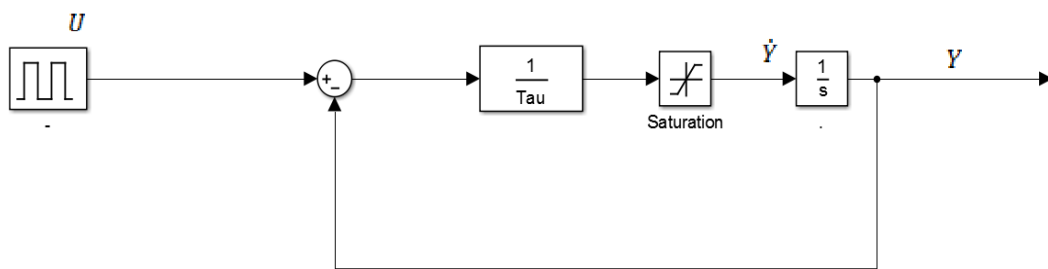 U
+
−
1
Tau
Saturation
Ẏ
1
s
Y
-
.